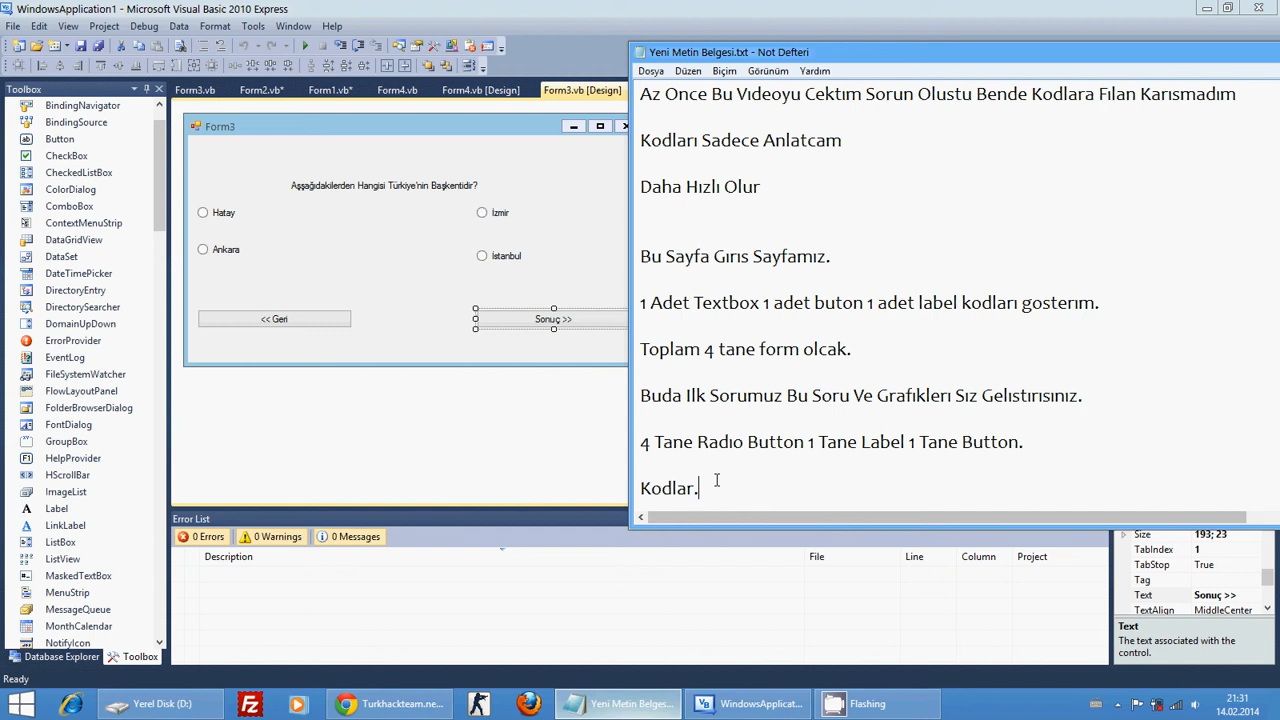 WindowsApplication1 - Microsoft Visual Basic 2010 Express
File Edit View Project Debug Data Format Tools Window Help
Toolbox
BindingNavigator
BindingSource
Button
CheckBox
CheckedListBox
ColorDialog
ComboBox
ContextMenuStrip
DataGridView
DataSet
DateTimePicker
DirectoryEntry
DirectorySearcher
DomainUpDown
ErrorProvider
EventLog
FileSystemWatcher
FlowLayoutPanel
FolderBrowserDialog
FontDialog
GroupBox
HelpProvider
HScrollBar
ImageList
Label
LinkLabel
ListBox
ListView
MaskedTextBox
MenuStrip
MessageQueue
MonthCalendar
NotifyIcon
Database Explorer Toolbox
Form3.vb Form2.vb* Form1.vb* Form4.vb Form4.vb [Design] Form3.vb [Design]
Form3
Aşşağıdakilerden Hangisi Türkiye'nin Başkentidir?
Hatay İzmir
Ankara İstanbul
<< Geri Sonuç >>
Yeni Metin Belgesi.txt - Not Defteri
Dosya Düzen Biçim Görünüm Yardım
Az Once Bu Vıdeoyu Cektım Sorun Olustu Bende Kodlara Fılan Karısmadım
Kodları Sadece Anlatcam
Daha Hızlı Olur
Bu Sayfa Gırıs Sayfamız.
1 Adet Textbox 1 adet buton 1 adet label kodları gosterım.
Toplam 4 tane form olcak.
Buda Ilk Sorumuz Bu Soru Ve Grafıklerı Sız Gelıstırısınız.
4 Tane Radıo Button 1 Tane Label 1 Tane Button.
Kodlar.
Error List
0 Errors 0 Warnings 0 Messages
Description File Line Column Project
Size 193; 23
TabIndex 1
TabStop True
Tag
Text Sonuç >>
TextAlign MiddleCenter
Text
The text associated with the control.
Ready
Yerel Disk (D:) Turkhackteam.ne... Yeni Metin Belges... WindowsApplicat... Flashing
21:31
14.02.2014